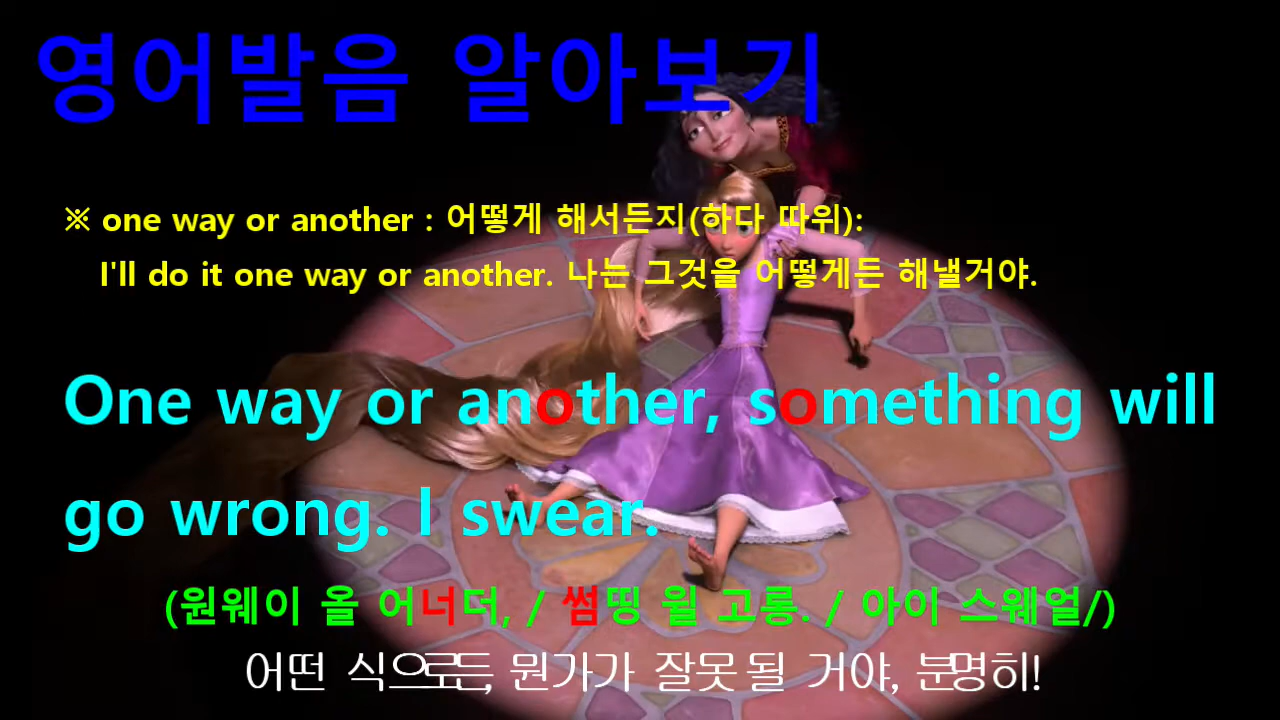 영어발음 알아보기
※ one way or another : 어떻게 해서든지(하다 따위):
I'll do it one way or another. 나는 그것을 어떻게든 해낼거야.
One way or another, something will
go wrong. I swear.
(원웨이 올 어너더, / 썸띵 윌 고롱. / 아이 스웨얼/)
어떤 식으로든, 뭔가가 잘못 될 거야, 분명히!